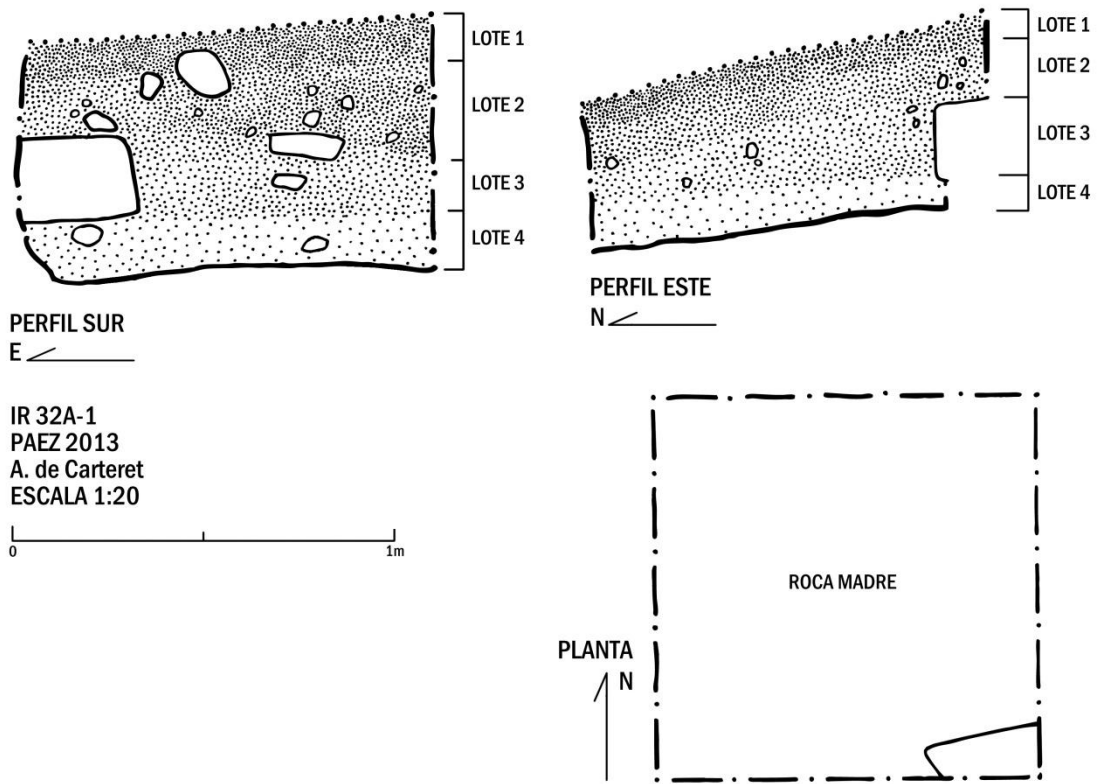 LOTE 1
LOTE 2
LOTE 3
LOTE 4
PERFIL SUR
E
LOTE 1
LOTE 2
LOTE 3
LOTE 4
PERFIL ESTE
N
IR 32A-1
PAEZ 2013
A. de Carteret
ESCALA 1:20
0 1m
ROCA MADRE
PLANTA
N